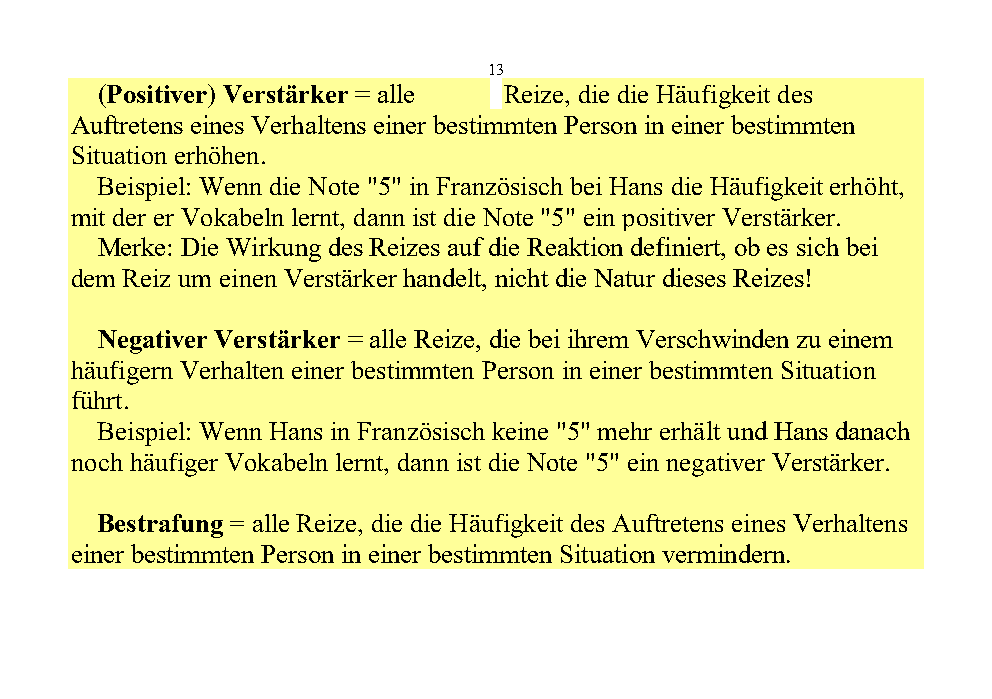 13
(Positiver) Verstärker = alle Reize, die die Häufigkeit des
Auftretens eines Verhaltens einer bestimmten Person in einer bestimmten
Situation erhöhen.
Beispiel: Wenn die Note "5" in Französisch bei Hans die Häufigkeit erhöht,
mit der er Vokabeln lernt, dann ist die Note "5" ein positiver Verstärker.
Merke: Die Wirkung des Reizes auf die Reaktion definiert, ob es sich bei
dem Reiz um einen Verstärker handelt, nicht die Natur dieses Reizes!
Negativer Verstärker = alle Reize, die bei ihrem Verschwinden zu einem
häufigern Verhalten einer bestimmten Person in einer bestimmten Situation
führt.
Beispiel: Wenn Hans in Französisch keine "5" mehr erhält und Hans danach
noch häufiger Vokabeln lernt, dann ist die Note "5" ein negativer Verstärker.
Bestrafung = alle Reize, die die Häufigkeit des Auftretens eines Verhaltens
einer bestimmten Person in einer bestimmten Situation vermindern.